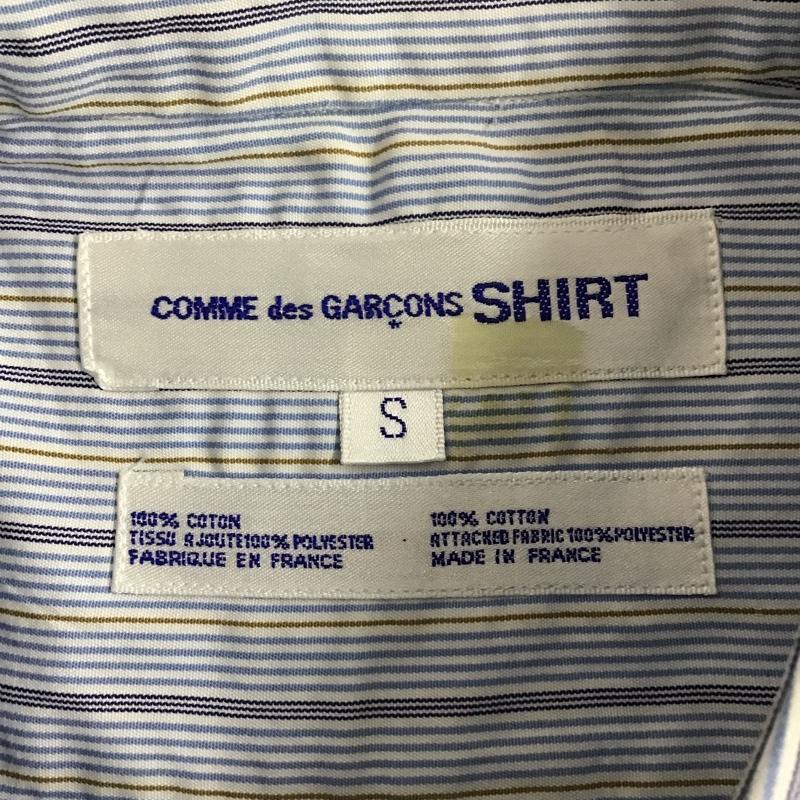 COMME des GARÇONS SHIRT
*
S
100% COTON
TISSU AJOUTE100% POLYESTER
FABRIQUE EN FRANCE
100% COTTON
ATTACHED FABRIC 100%POLYESTER
MADE IN FRANCE